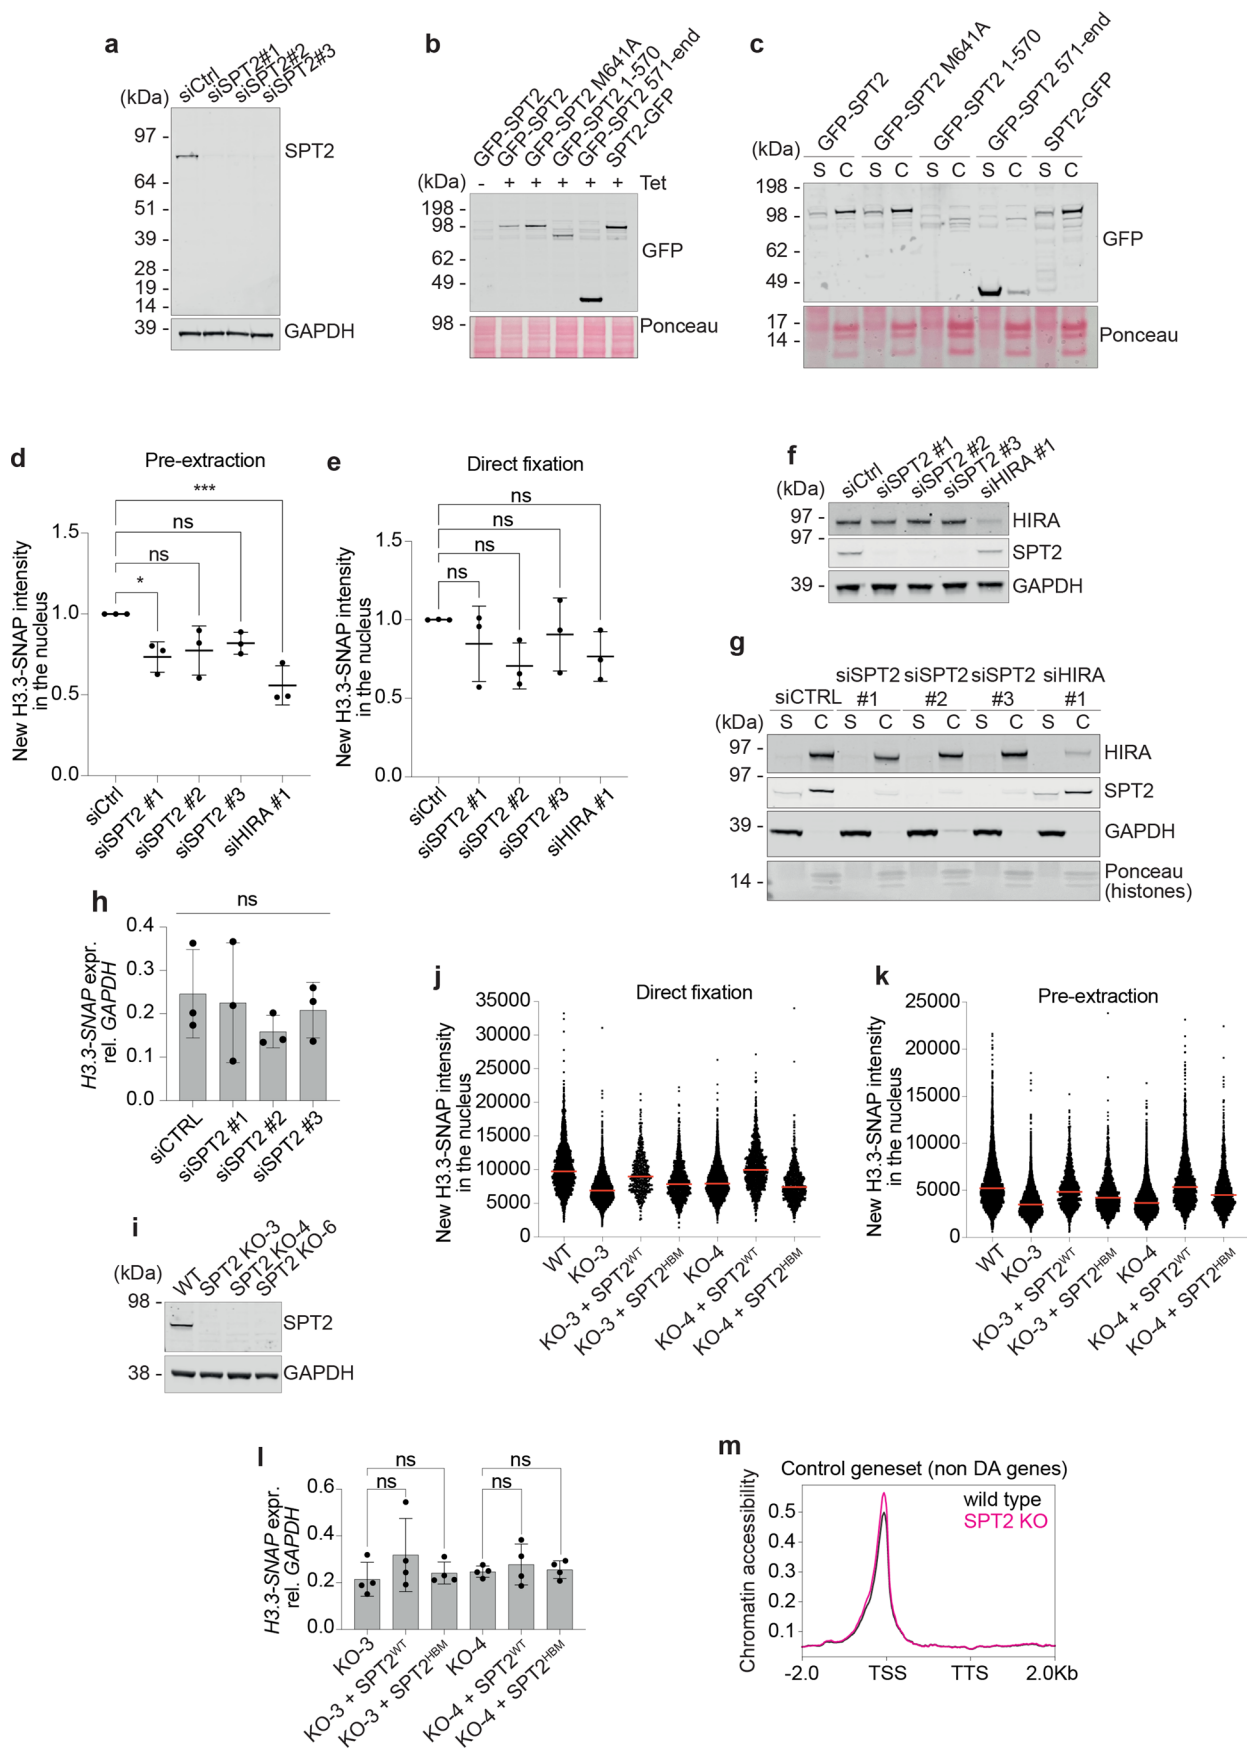 a
siCtrl
siSPT2#1
siSPT2#2
siSPT2#3
(kDa)
97 -
64 -
51 -
39 -
28 -
19 -
14 -
39 -
SPT2
GAPDH
b
GFP-SPT2
GFP-SPT2
GFP-SPT2 M641A
GFP-SPT2 1-570
GFP-SPT2 571-end
SPT2-GFP
(kDa) - + + + + + Tet
198 -
98 -
62 -
49 -
98 -
GFP
Ponceau
c
GFP-SPT2
GFP-SPT2 M641A
GFP-SPT2 1-570
GFP-SPT2 571-end
SPT2-GFP
(kDa)
S C S C S C S C S C
198 -
98 -
62 -
49 -
17 -
14 -
GFP
Ponceau
d
Pre-extraction
New H3.3-SNAP intensity
in the nucleus
***
ns
ns
*
1.5
1.0
0.5
0.0
siCtrl
siSPT2 #1
siSPT2 #2
siSPT2 #3
siHIRA #1
e
Direct fixation
New H3.3-SNAP intensity
in the nucleus
ns
ns
ns
ns
1.5
1.0
0.5
0.0
siCtrl
siSPT2 #1
siSPT2 #2
siSPT2 #3
siHIRA #1
f
siCtrl
siSPT2 #1
siSPT2 #2
siSPT2 #3
siHIRA #1
(kDa)
97 -
97 -
39 -
HIRA
SPT2
GAPDH
g
siCTRL
siSPT2 #1
siSPT2 #2
siSPT2 #3
siHIRA #1
(kDa) S C S C S C S C S C
97 -
97 -
39 -
14 -
HIRA
SPT2
GAPDH
Ponceau
(histones)
h
ns
H3.3-SNAP expr.
rel. GAPDH
0.4
0.3
0.2
0.1
0.0
siCTRL
siSPT2 #1
siSPT2 #2
siSPT2 #3
i
WT
SPT2 KO-3
SPT2 KO-4
SPT2 KO-6
(kDa)
98 -
38 -
SPT2
GAPDH
j
Direct fixation
New H3.3-SNAP intensity
in the nucleus
35000
30000
25000
20000
15000
10000
5000
0
WT
KO-3
KO-3 + SPT2WT
KO-3 + SPT2HBM
KO-4
KO-4 + SPT2WT
KO-4 + SPT2HBM
k
Pre-extraction
New H3.3-SNAP intensity
in the nucleus
25000
20000
15000
10000
5000
0
WT
KO-3
KO-3 + SPT2WT
KO-3 + SPT2HBM
KO-4
KO-4 + SPT2WT
KO-4 + SPT2HBM
l
ns
ns
ns
ns
H3.3-SNAP expr.
rel. GAPDH
0.6
0.4
0.2
0.0
KO-3
KO-3 + SPT2WT
KO-3 + SPT2HBM
KO-4
KO-4 + SPT2WT
KO-4 + SPT2HBM
m
Control geneset (non DA genes)
Chromatin accessibility
wild type
SPT2 KO
0.5
0.4
0.3
0.2
0.1
-2.0 TSS TTS 2.0Kb